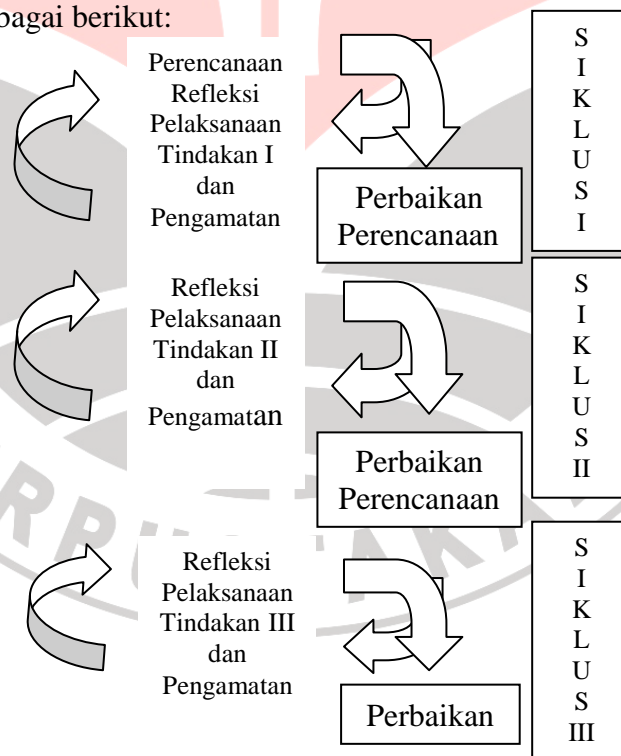 bagai berikut:
Perencanaan
Refleksi
Pelaksanaan
Tindakan I
dan
Pengamatan
Perbaikan
Perencanaan
S
I
K
L
U
S
I
Refleksi
Pelaksanaan
Tindakan II
dan
Pengamatan
Perbaikan
Perencanaan
S
I
K
L
U
S
II
Refleksi
Pelaksanaan
Tindakan III
dan
Pengamatan
Perbaikan
S
I
K
L
U
S
III